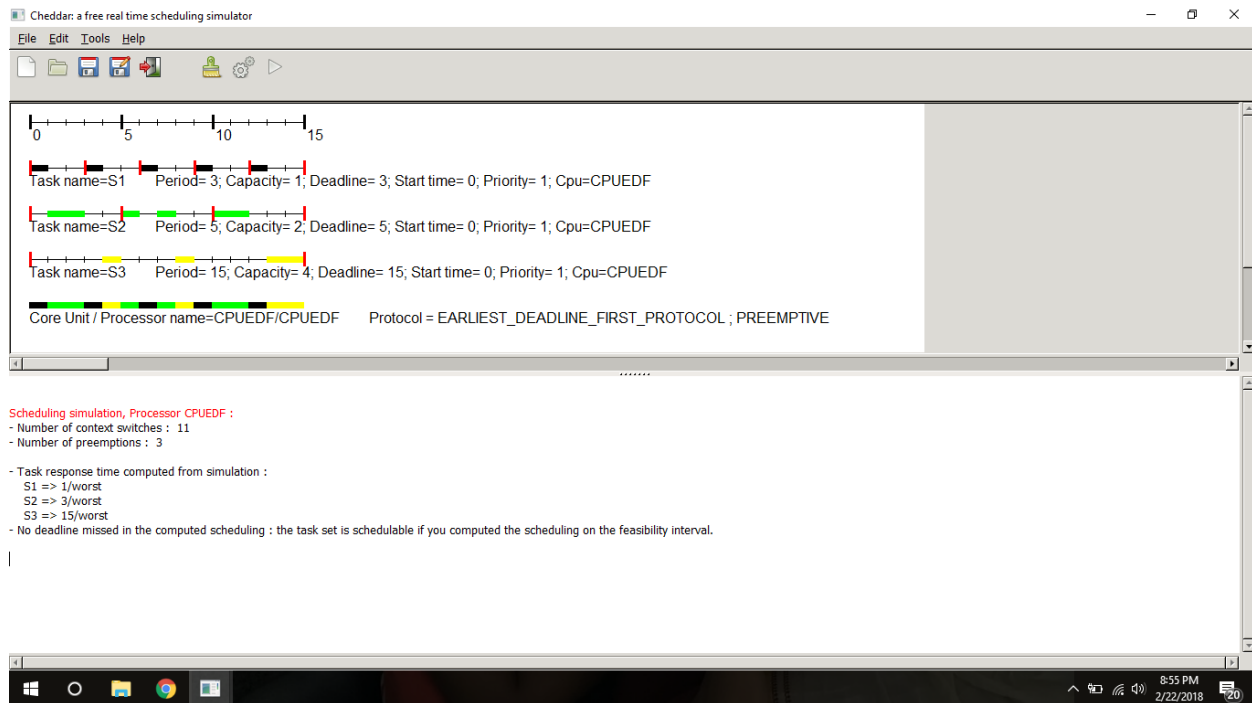 Cheddar: a free real time scheduling simulator
File Edit Tools Help
0 5 10 15
Task name=S1 Period= 3; Capacity= 1; Deadline= 3; Start time= 0; Priority= 1; Cpu=CPUEDF
Task name=S2 Period= 5; Capacity= 2; Deadline= 5; Start time= 0; Priority= 1; Cpu=CPUEDF
Task name=S3 Period= 15; Capacity= 4; Deadline= 15; Start time= 0; Priority= 1; Cpu=CPUEDF
Core Unit / Processor name=CPUEDF/CPUEDF Protocol = EARLIEST_DEADLINE_FIRST_PROTOCOL ; PREEMPTIVE
Scheduling simulation, Processor CPUEDF :
- Number of context switches : 11
- Number of preemptions : 3
- Task response time computed from simulation :
S1 => 1/worst
S2 => 3/worst
S3 => 15/worst
- No deadline missed in the computed scheduling : the task set is schedulable if you computed the scheduling on the feasibility interval.
8:55 PM
2/22/2018
20